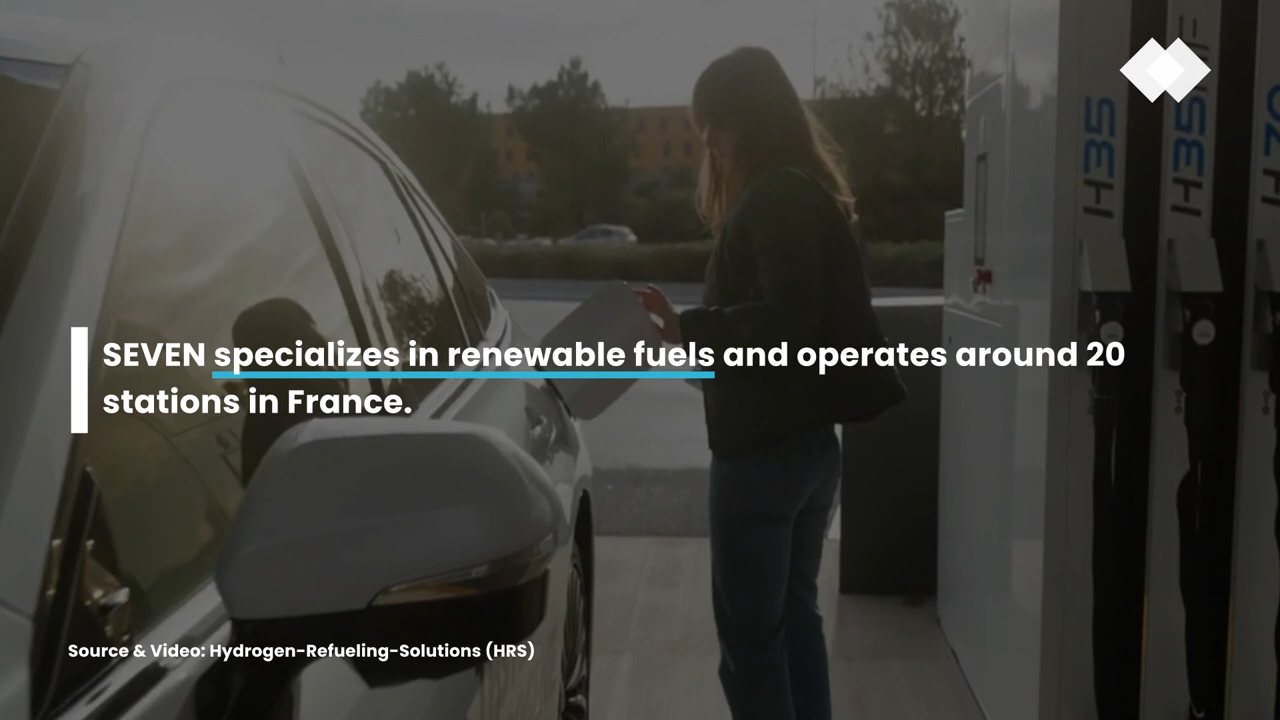 H35
H35
SEVEN specializes in renewable fuels and operates around 20
stations in France.
Source & Video: Hydrogen-Refueling-Solutions (HRS)